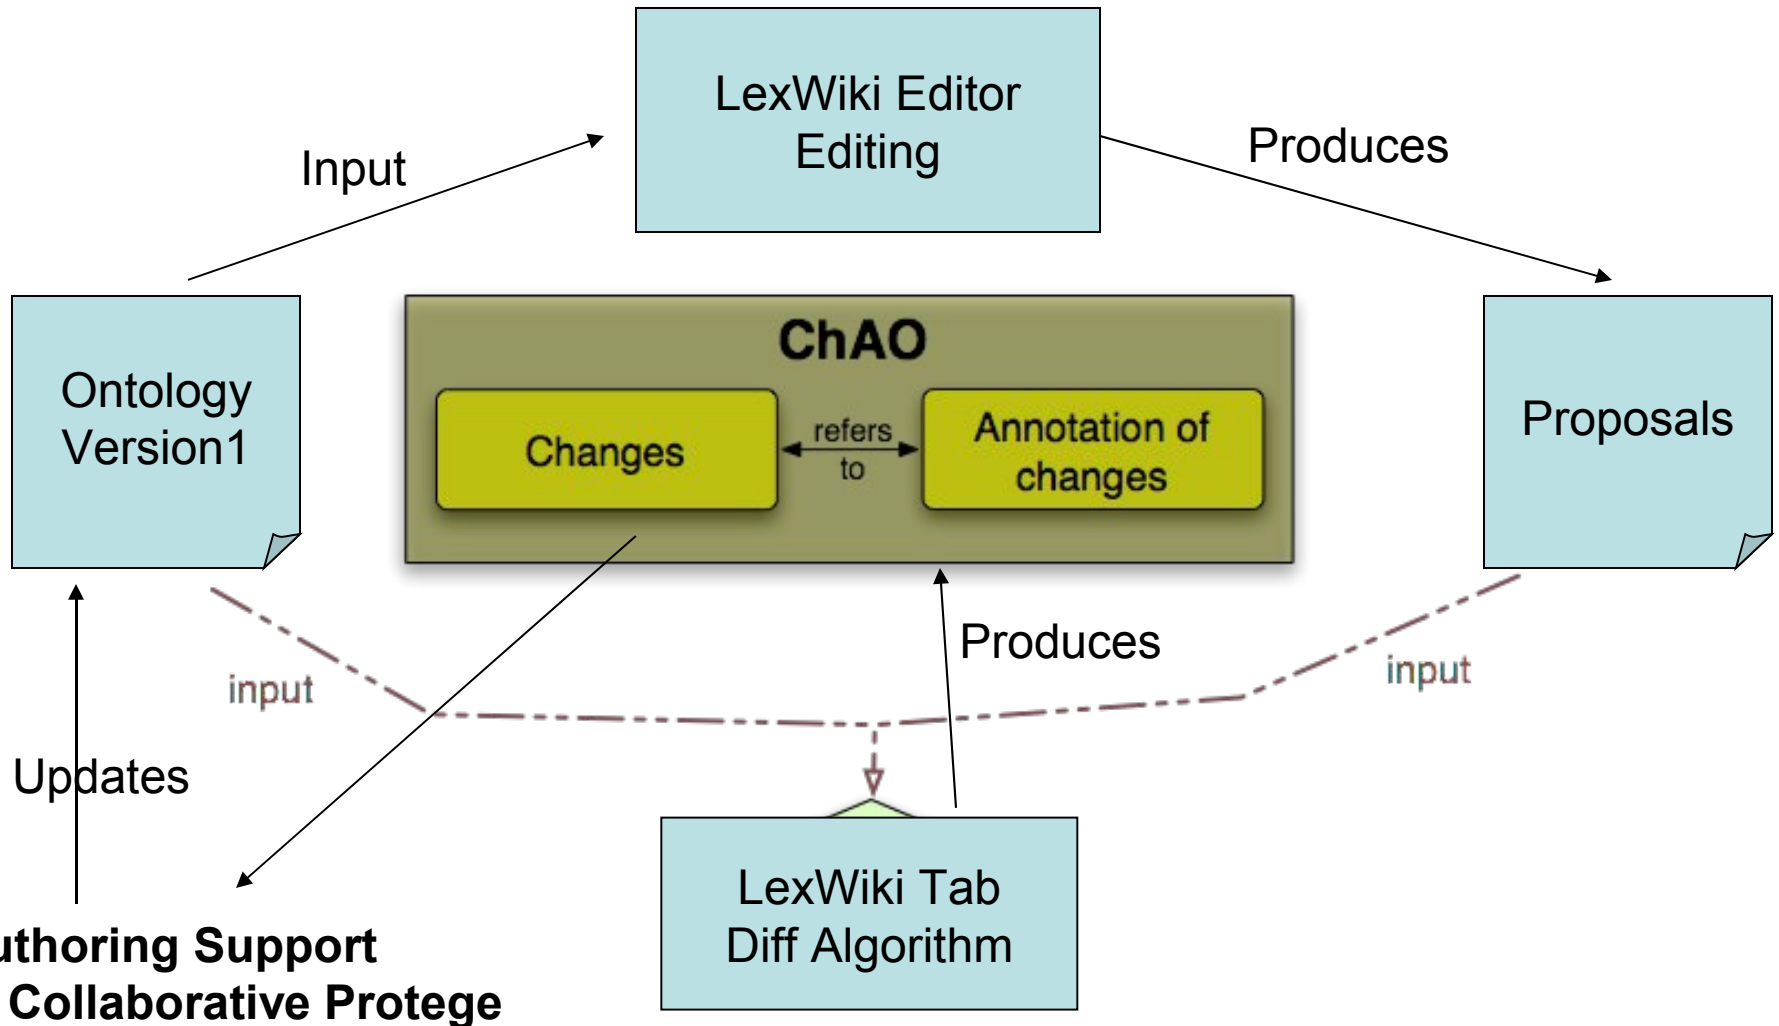 LexWiki Editor
Editing
Input
Produces
Ontology
Version1
ChAO
Changes
refers
to
Annotation of
changes
Proposals
Produces
input
input
Updates
LexWiki Tab
Diff Algorithm
uthoring Support
Collaborative Protege